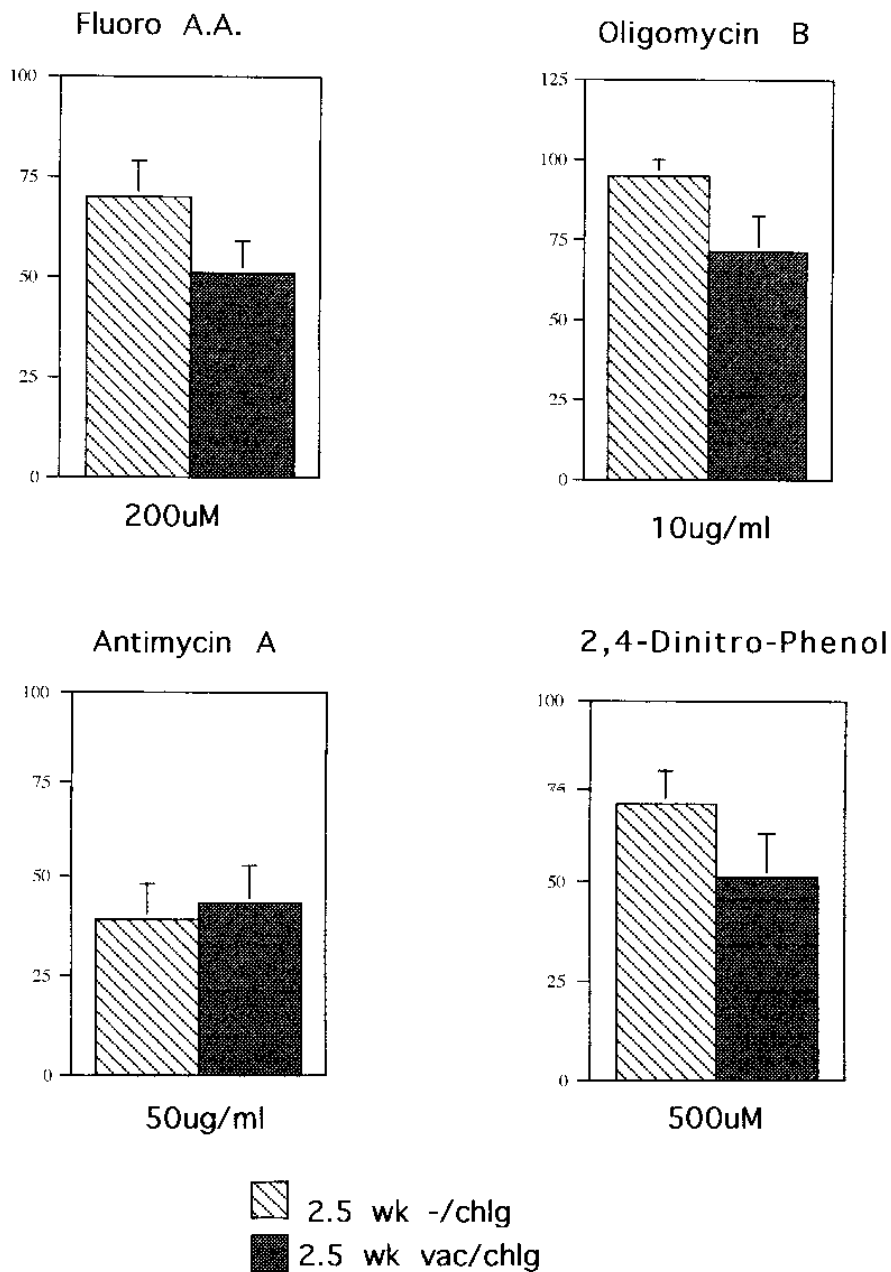 Fluoro A.A.
100
75
50
25
0
200uM
Oligomycin B
125
100
75
50
25
0
10ug/ml
Antimycin A
100
75
50
25
0
50ug/ml
2,4-Dinitro-Phenol
100
75
50
25
0
500uM
2.5 wk -/chlg
2.5 wk vac/chlg